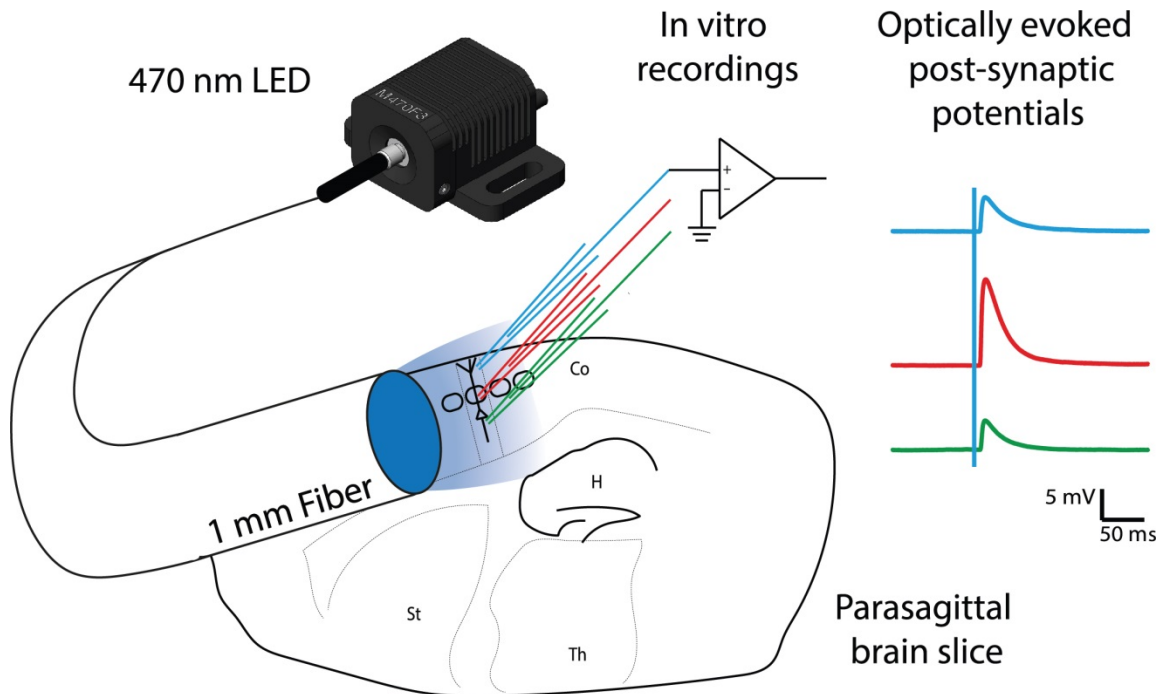 470 nm LED
M470F3
In vitro
recordings
Optically evoked
post-synaptic
potentials
+
−
Co
1 mm Fiber
H
St
Th
5 mV
50 ms
Parasagittal
brain slice